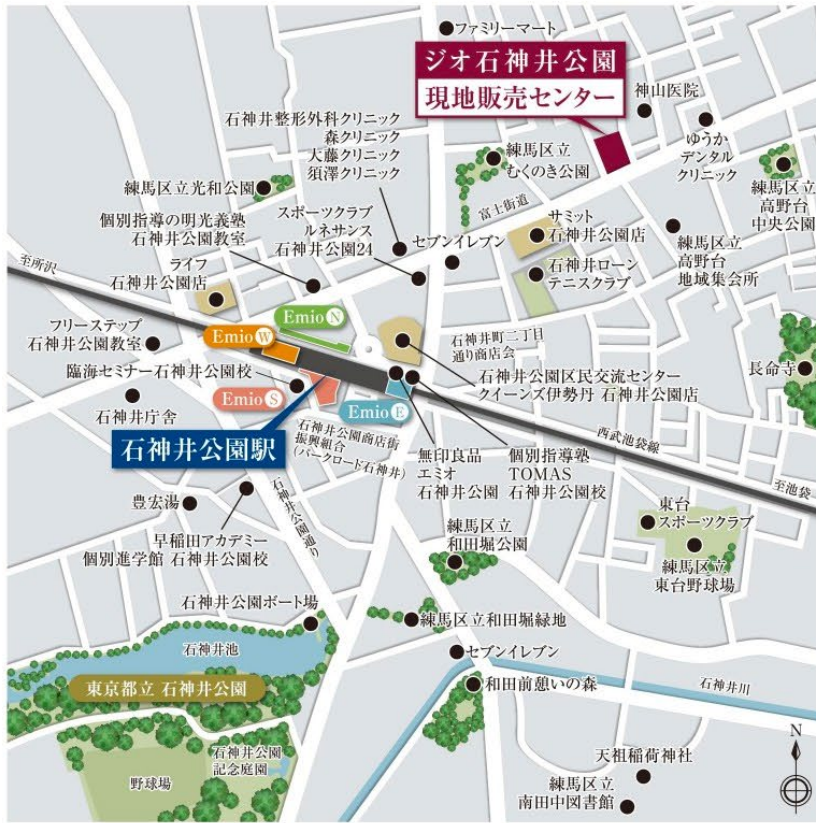 ファミリーマート
ジオ石神井公園
現地販売センター
神山医院
石神井整形外科クリニック
森クリニック
大藤クリニック
須澤クリニック
練馬区立
むくのき公園
ゆうか
デンタル
クリニック
練馬区立光和公園
富士街道
練馬区立
高野台
中央公園
個別指導の明光義塾
石神井公園教室
スポーツクラブ
ルネサンス
石神井公園24
セブンイレブン
サミット
石神井公園店
練馬区立
高野台
地域集会所
至所沢
ライフ
石神井公園店
石神井ローン
テニスクラブ
フリーステップ
石神井公園教室
Emio W
Emio N
石神井町二丁目
通り商店会
臨海セミナー石神井公園校
石神井公園区民交流センター
クイーンズ伊勢丹 石神井公園店
長命寺
石神井庁舎
Emio S
Emio E
石神井公園駅
石神井公園商店街
振興組合
(パークロード石神井)
無印良品
エミオ
石神井公園
個別指導塾
TOMAS
石神井公園校
西武池袋線
至池袋
豊宏湯
石神井公園通り
早稲田アカデミー
個別進学館 石神井公園校
練馬区立
和田堀公園
東台
スポーツクラブ
練馬区立
東台野球場
石神井公園ボート場
練馬区立和田堀緑地
石神井池
セブンイレブン
東京都立 石神井公園
和田前憩いの森
石神井川
石神井公園
記念庭園
野球場
天祖稲荷神社
練馬区立
南田中図書館
N